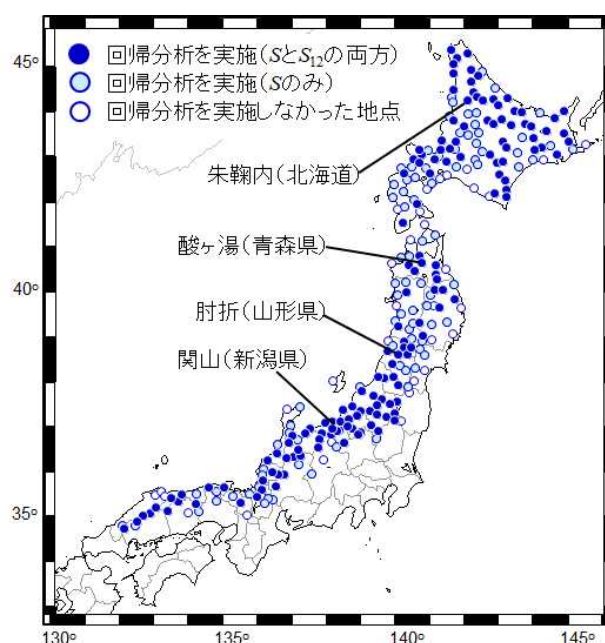 45°
回帰分析を実施(SとS12の両方)
回帰分析を実施(Sのみ)
回帰分析を実施しなかった地点
朱鞠内(北海道)
酸ヶ湯(青森県)
40°
肘折(山形県)
関山(新潟県)
35°
130° 135° 140° 145°